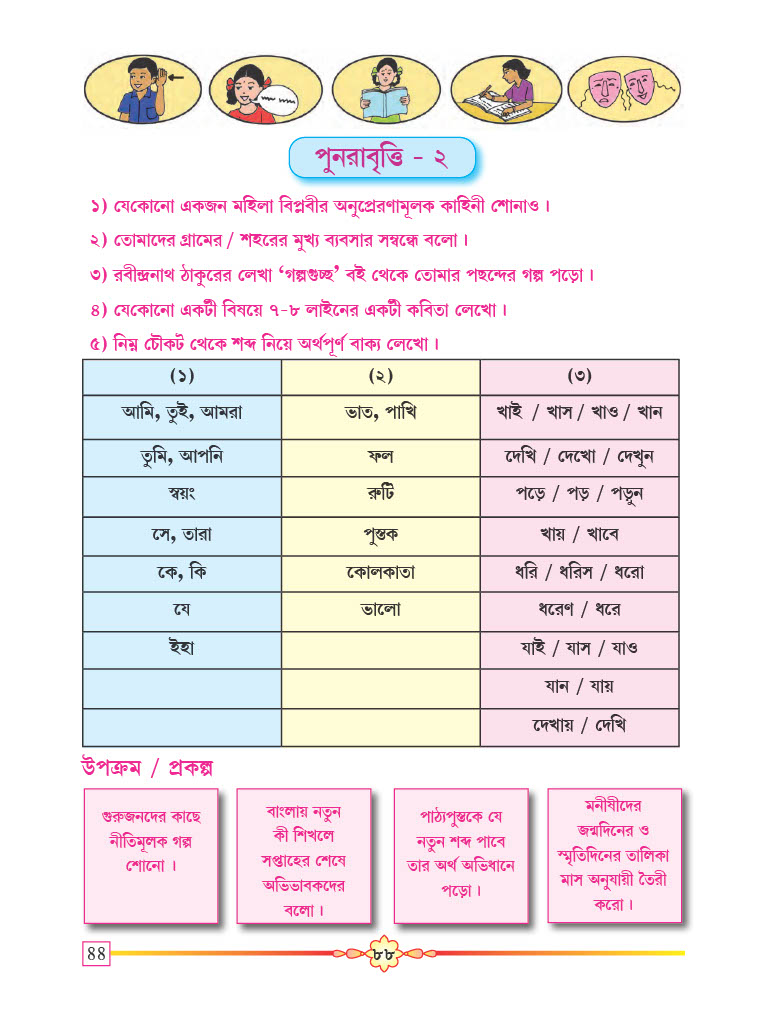 পুনরাবৃত্তি - ২
১) যেকোনো একজন মহিলা বিপ্লবীর অনুপ্রেরণামূলক কাহিনী শোনাও ।
২) তোমাদের গ্রামের / শহরের মুখ্য ব্যবসার সম্বন্ধে বলো ।
৩) রবীন্দ্রনাথ ঠাকুরের লেখা ‘গল্পগুচ্ছ’ বই থেকে তোমার পছন্দের গল্প পড়ো ।
৪) যেকোনো একটী বিষয়ে ৭-৮ লাইনের একটী কবিতা লেখো ।
৫) নিম্ন চৌকট থেকে শব্দ নিয়ে অর্থপূর্ণ বাক্য লেখো ।
(১) (২) (৩)
আমি, তুই, আমরা ভাত, পাখি খাই / খাস / খাও / খান
তুমি, আপনি ফল দেখি / দেখো / দেখুন
স্বয়ং রুটি পড়ে / পড় / পড়ুন
সে, তারা পুস্তক খায় / খাবে
কে, কি কোলকাতা ধরি / ধরিস / ধরো
যে ভালো ধরেণ / ধরে
ইহা যাই / যাস / যাও
যান / যায়
দেখায় / দেখি
উপক্রম / প্রকল্প
গুরুজনদের কাছে
নীতিমূলক গল্প
শোনো ।
বাংলায় নতুন
কী শিখলে
সপ্তাহের শেষে
অভিভাবকদের
বলো ।
পাঠ্যপুস্তকে যে
নতুন শব্দ পাবে
তার অর্থ অভিধানে
পড়ো ।
মনীষীদের
জন্মদিনের ও
স্মৃতিদিনের তালিকা
মাস অনুযায়ী তৈরী
করো ।
88
৮৮